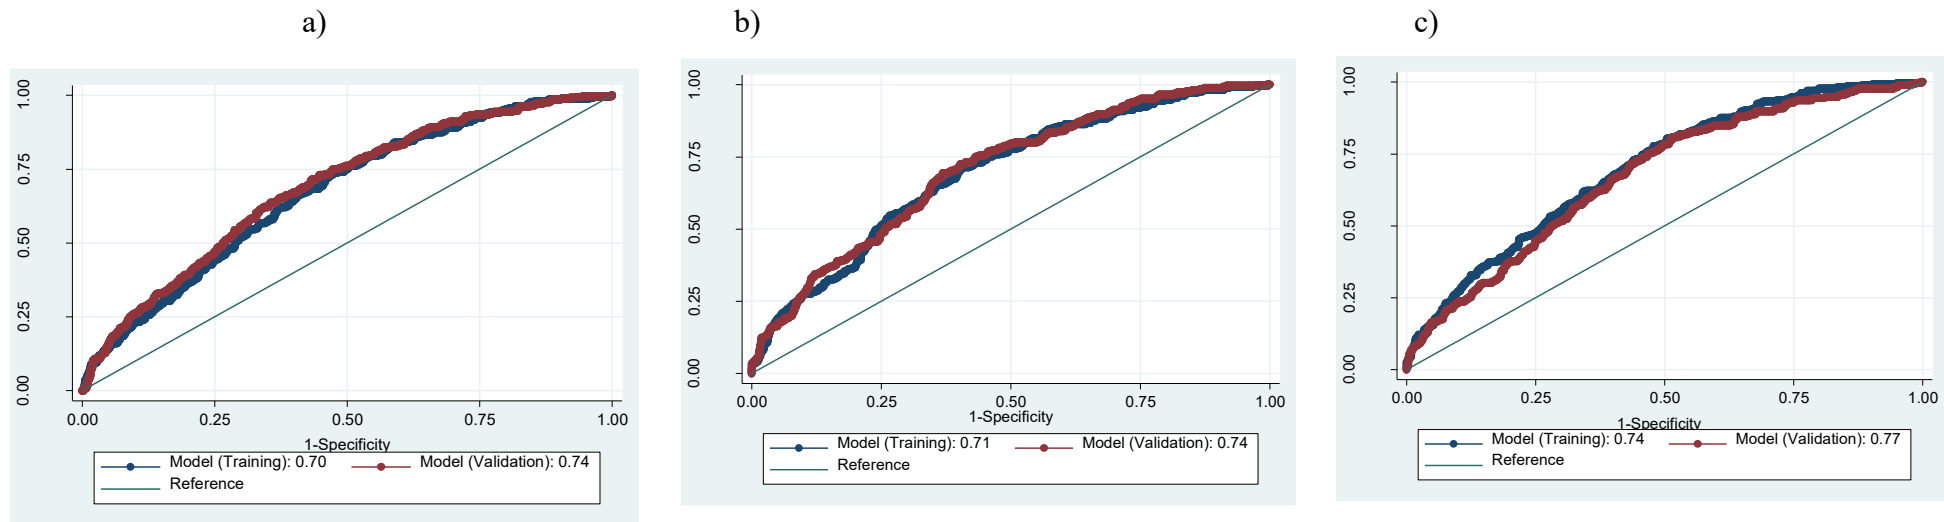 a)
1.00
0.75
0.50
0.25
0.00
0.00 0.25 0.50 0.75 1.00
1-Specificity
Model (Training): 0.70 Model (Validation): 0.74
Reference
b)
1.00
0.75
0.50
0.25
0.00
0.00 0.25 0.50 0.75 1.00
1-Specificity
Model (Training): 0.71 Model (Validation): 0.74
Reference
c)
1.00
0.75
0.50
0.25
0.00
0.00 0.25 0.50 0.75 1.00
1-Specificity
Model (Training): 0.74 Model (Validation): 0.77
Reference